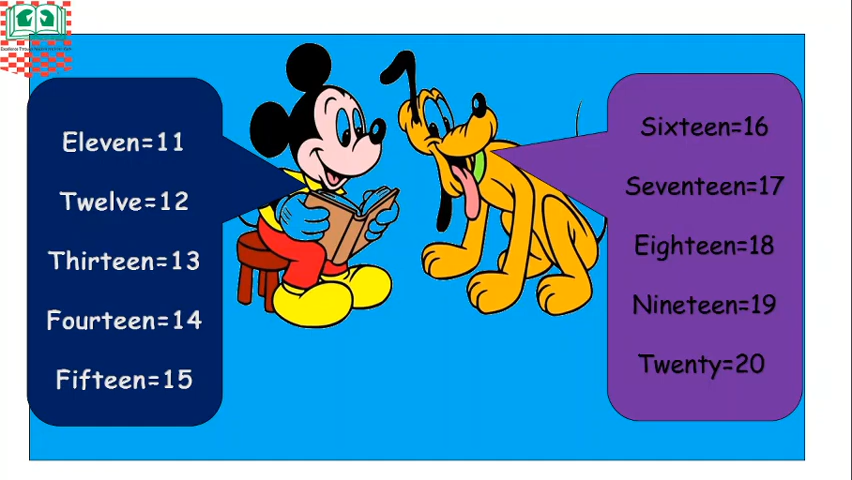 Eleven=11
Twelve=12
Thirteen=13
Fourteen=14
Fifteen=15
Sixteen=16
Seventeen=17
Eighteen=18
Nineteen=19
Twenty=20